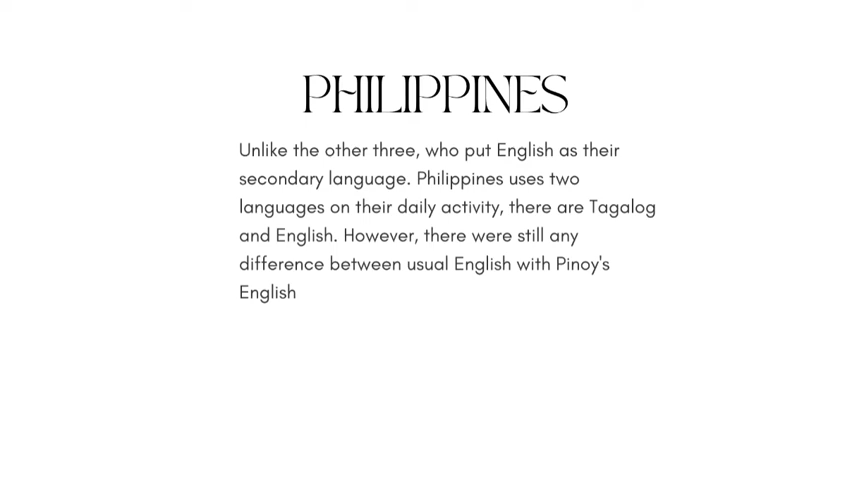 PHILIPPINES
Unlike the other three, who put English as their
secondary language. Philippines uses two
languages on their daily activity, there are Tagalog
and English. However, there were still any
difference between usual English with Pinoy's
English